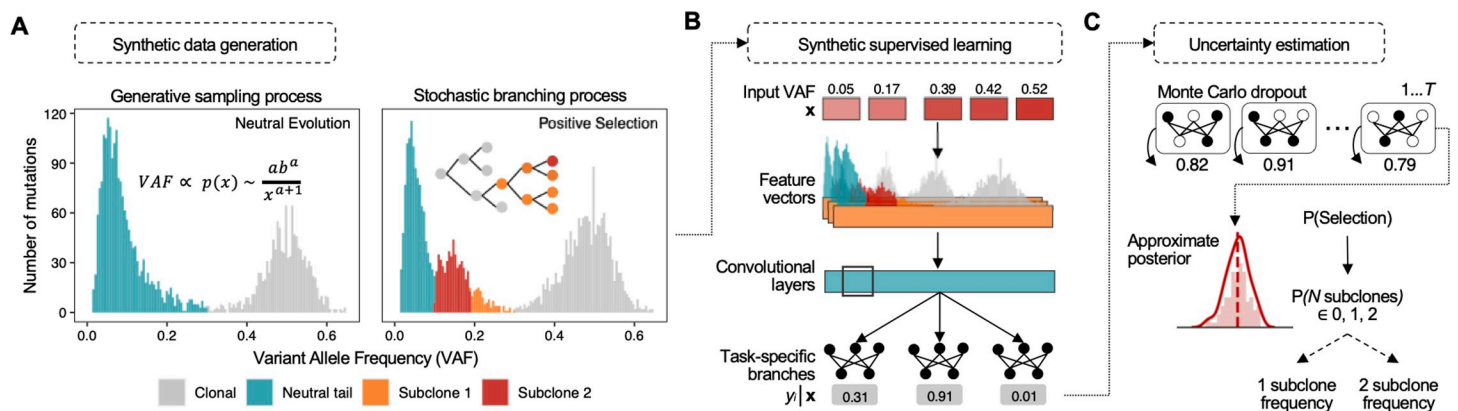 A
Synthetic data generation
Generative sampling process
Stochastic branching process
Number of mutations
120
90
60
30
0
Neutral Evolution
VAF ∝ p(x) ~ ab^a / x^(a+1)
Positive Selection
0.0 0.2 0.4 0.6
0.0 0.2 0.4 0.6
Variant Allele Frequency (VAF)
Clonal
Neutral tail
Subclone 1
Subclone 2
B
Synthetic supervised learning
Input VAF
x
0.05 0.17 0.39 0.42 0.52
Feature
vectors
Convolutional
layers
Task-specific
branches
yᵢ| x
0.31 0.91 0.01
C
Uncertainty estimation
Monte Carlo dropout
1...T
...
0.82 0.91 0.79
Approximate
posterior
P(Selection)
P(N subclones)
∈ 0, 1, 2
1 subclone
frequency
2 subclone
frequency